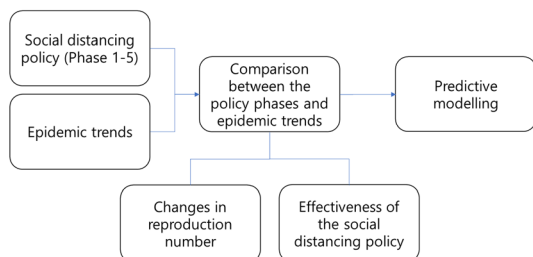 Social distancing
policy (Phase 1-5)
Epidemic trends
Comparison
between the
policy phases and
epidemic trends
Predictive
modelling
Changes in
reproduction
number
Effectiveness of
the social
distancing policy